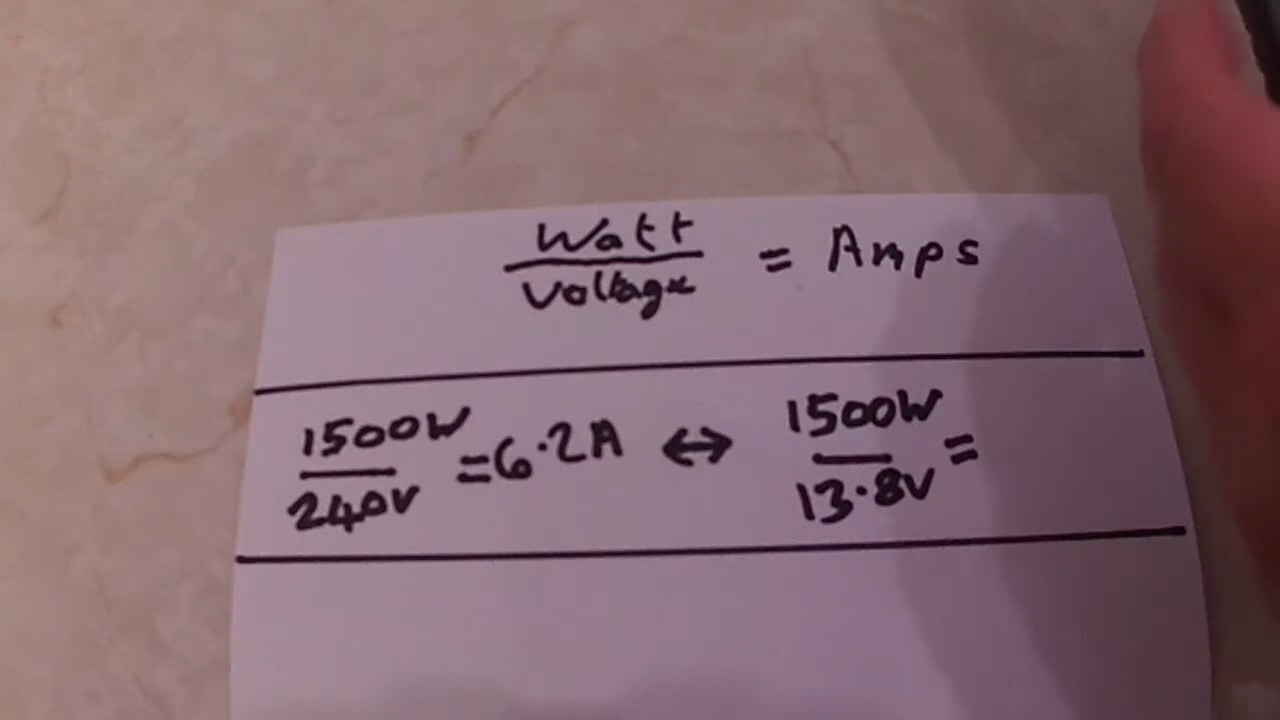 Watt
Voltage = Amps
1500W
240V =6.2A ↔ 1500W
13.8V =